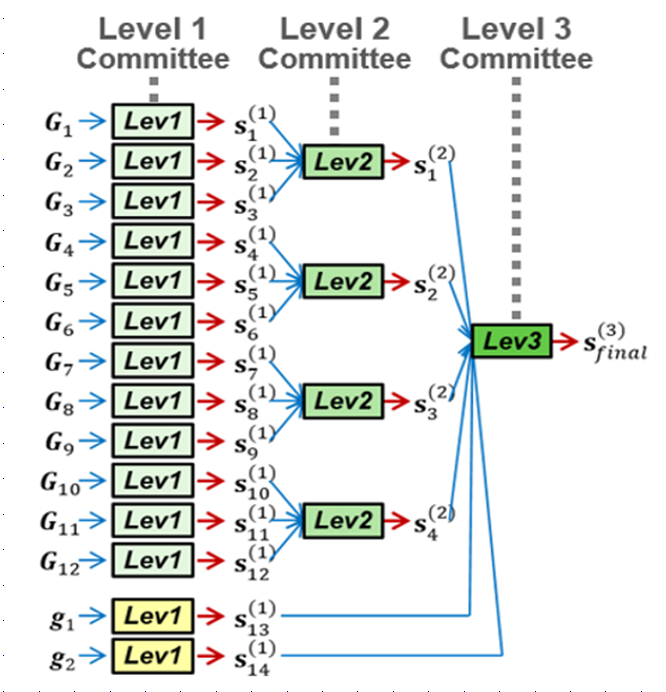 Level 1 Level 2 Level 3
Committee Committee Committee
G₁ Lev1 s₁⁽¹⁾
G₂ Lev1 s₂⁽¹⁾ Lev2 s₁⁽²⁾
G₃ Lev1 s₃⁽¹⁾
G₄ Lev1 s₄⁽¹⁾
G₅ Lev1 s₅⁽¹⁾ Lev2 s₂⁽²⁾
G₆ Lev1 s₆⁽¹⁾
Lev3 s_final⁽³⁾
G₇ Lev1 s₇⁽¹⁾
G₈ Lev1 s₈⁽¹⁾ Lev2 s₃⁽²⁾
G₉ Lev1 s₉⁽¹⁾
G₁₀ Lev1 s₁₀⁽¹⁾
G₁₁ Lev1 s₁₁⁽¹⁾ Lev2 s₄⁽²⁾
G₁₂ Lev1 s₁₂⁽¹⁾
g₁ Lev1 s₁₃⁽¹⁾
g₂ Lev1 s₁₄⁽¹⁾